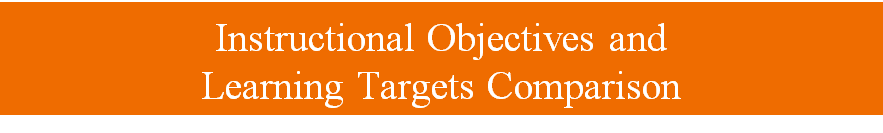 Instructional Objectives and
Learning Targets Comparison